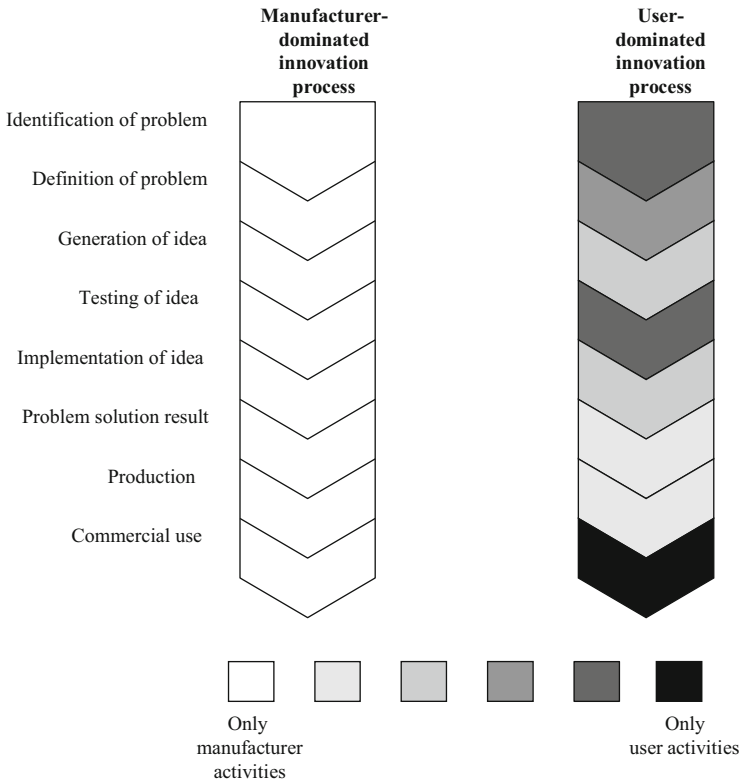 Manufacturer-
dominated
innovation
process
User-
dominated
innovation
process
Identification of problem
Definition of problem
Generation of idea
Testing of idea
Implementation of idea
Problem solution result
Production
Commercial use
Only
manufacturer
activities
Only
user activities